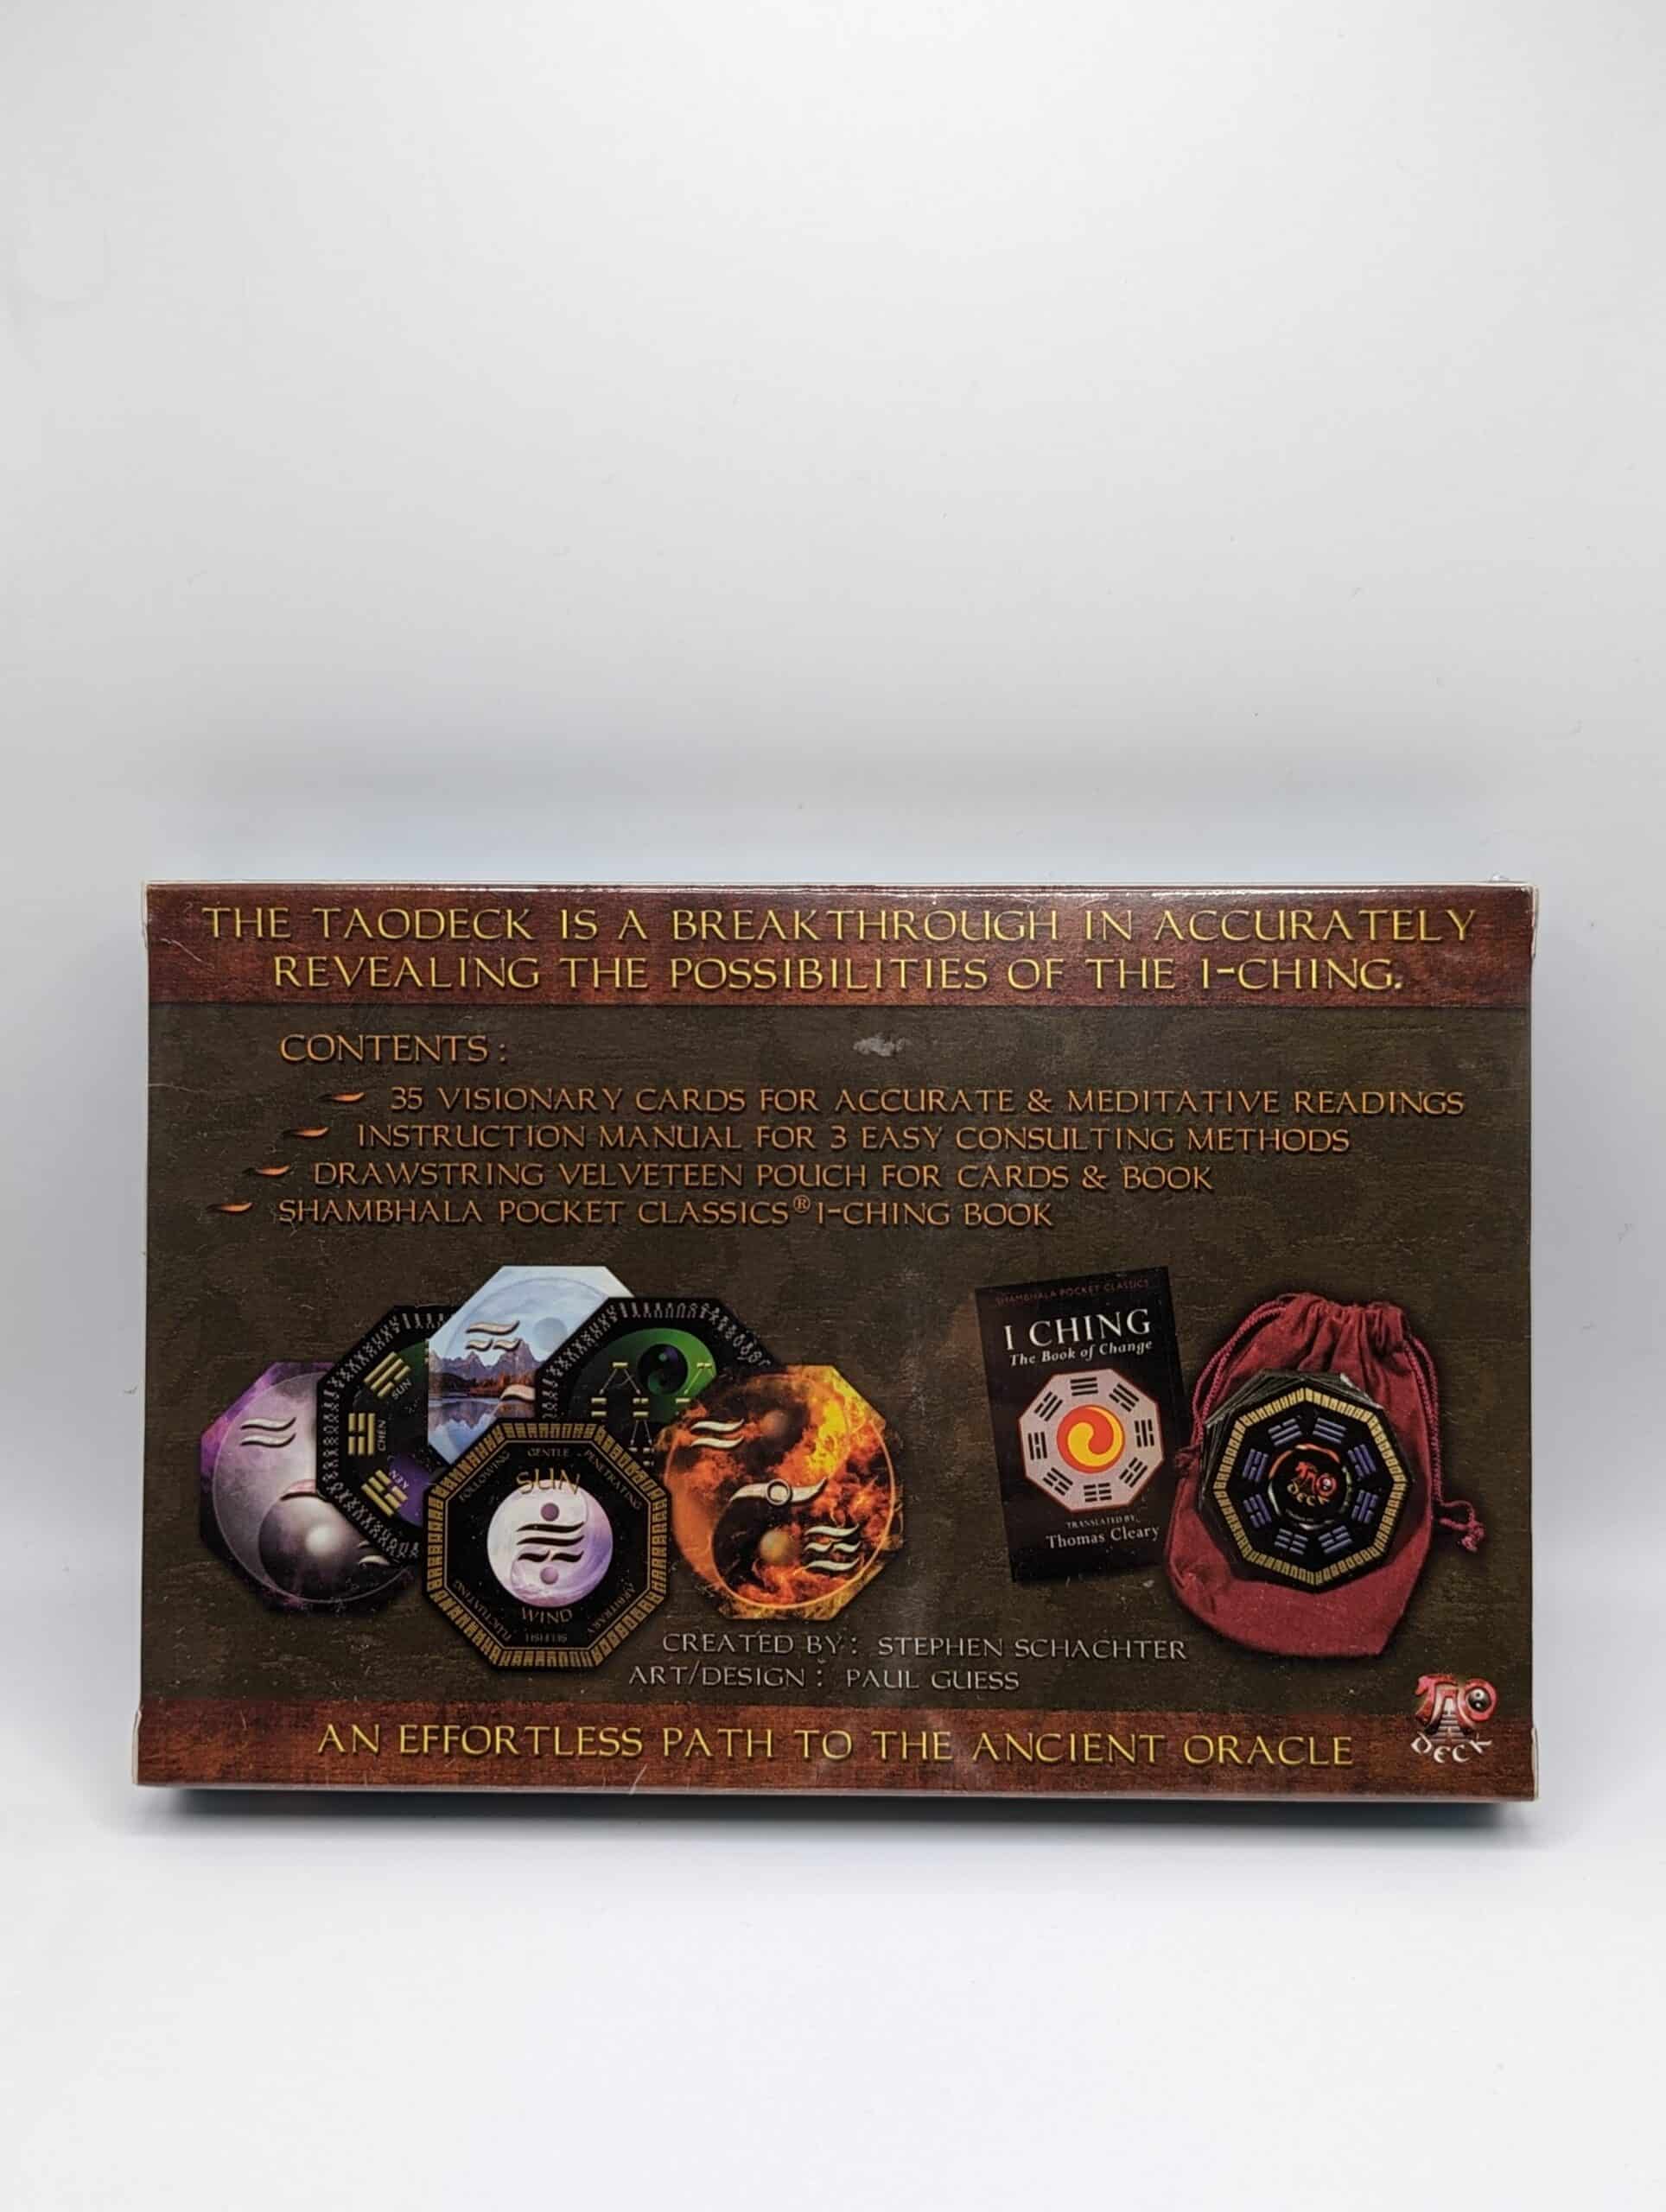 THE TAODECK IS A BREAKTHROUGH IN ACCURATELY
REVEALING THE POSSIBILITIES OF THE I-CHING.
CONTENTS :
35 VISIONARY CARDS FOR ACCURATE & MEDITATIVE READINGS
INSTRUCTION MANUAL FOR 3 EASY CONSULTING METHODS
DRAWSTRING VELVETEEN POUCH FOR CARDS & BOOK
SHAMBHALA POCKET CLASSICS® I-CHING BOOK
SUN
CHEN
KEN
GENTLE - PENETRATING
FOLLOWING
SUN
WIND
FLUCTUATING
SELFISH
ARBITRARY
SHAMBHALA POCKET CLASSICS
I CHING
The Book of Change
TRANSLATED BY
Thomas Cleary
TAO
DECK
CREATED BY : STEPHEN SCHACHTER
ART/DESIGN : PAUL GUESS
AN EFFORTLESS PATH TO THE ANCIENT ORACLE
TAO
DECK